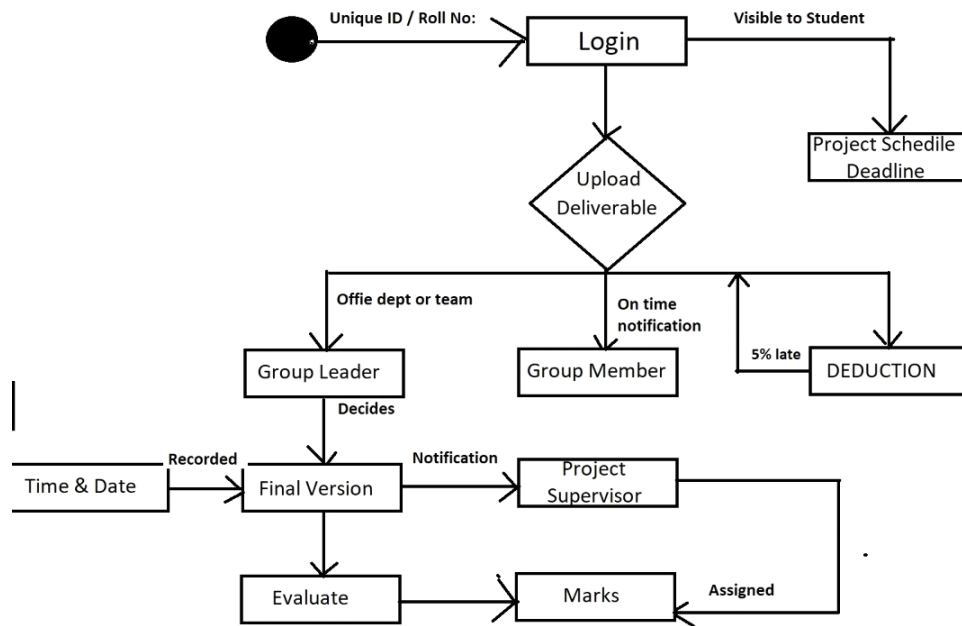 Unique ID / Roll No:
Visible to Student
Login
Project Schedile
Deadline
Upload
Deliverable
Offie dept or team
On time
notification
5% late
Group Leader
Group Member
DEDUCTION
Decides
Recorded
Notification
Time & Date
Final Version
Project
Supervisor
Evaluate
Marks
Assigned